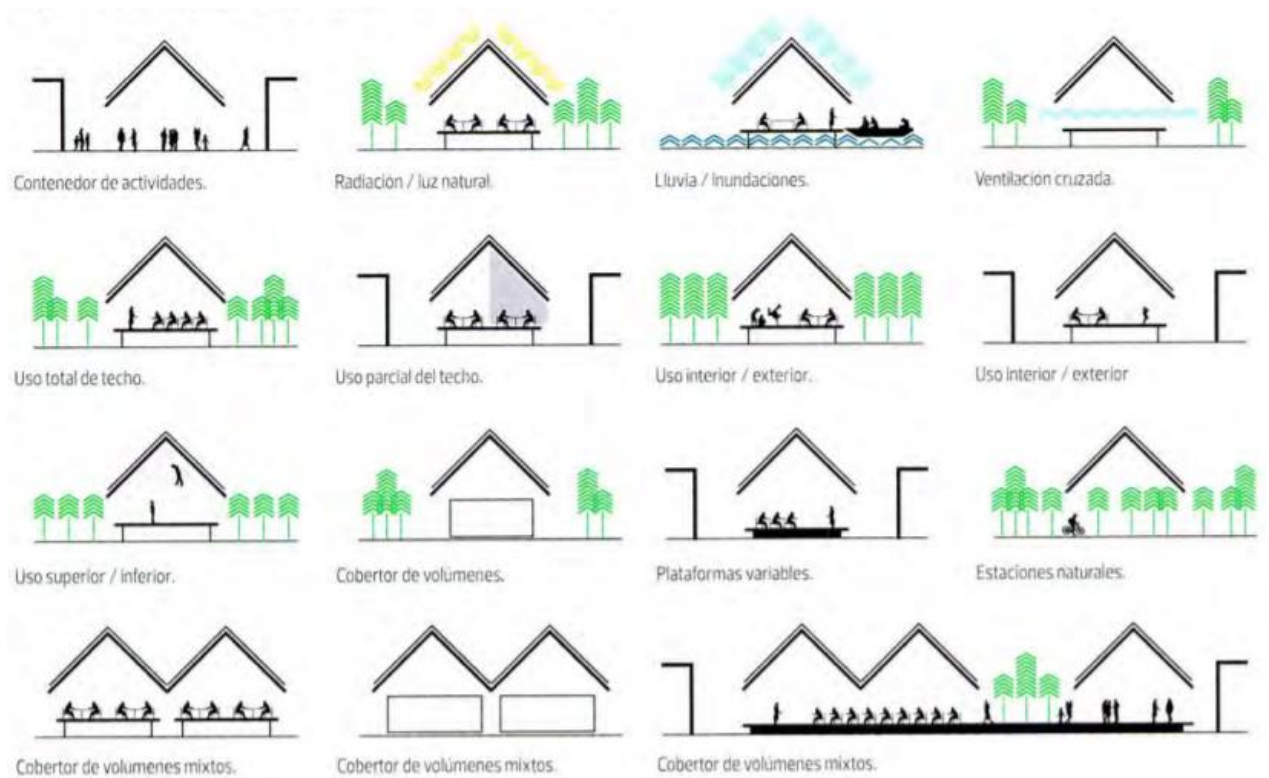 Contenedor de actividades.
Radiación / luz natural.
Lluvia / Inundaciones.
Ventilación cruzada.
Uso total de techo.
Uso parcial del techo.
Uso interior / exterior.
Uso interior / exterior
Uso superior / inferior.
Cobertor de volúmenes.
Plataformas variables.
Estaciones naturales.
Cobertor de volumenes mixtos.
Cobertor de volúmenes mixtos.
Cobertor de volúmenes mixtos.